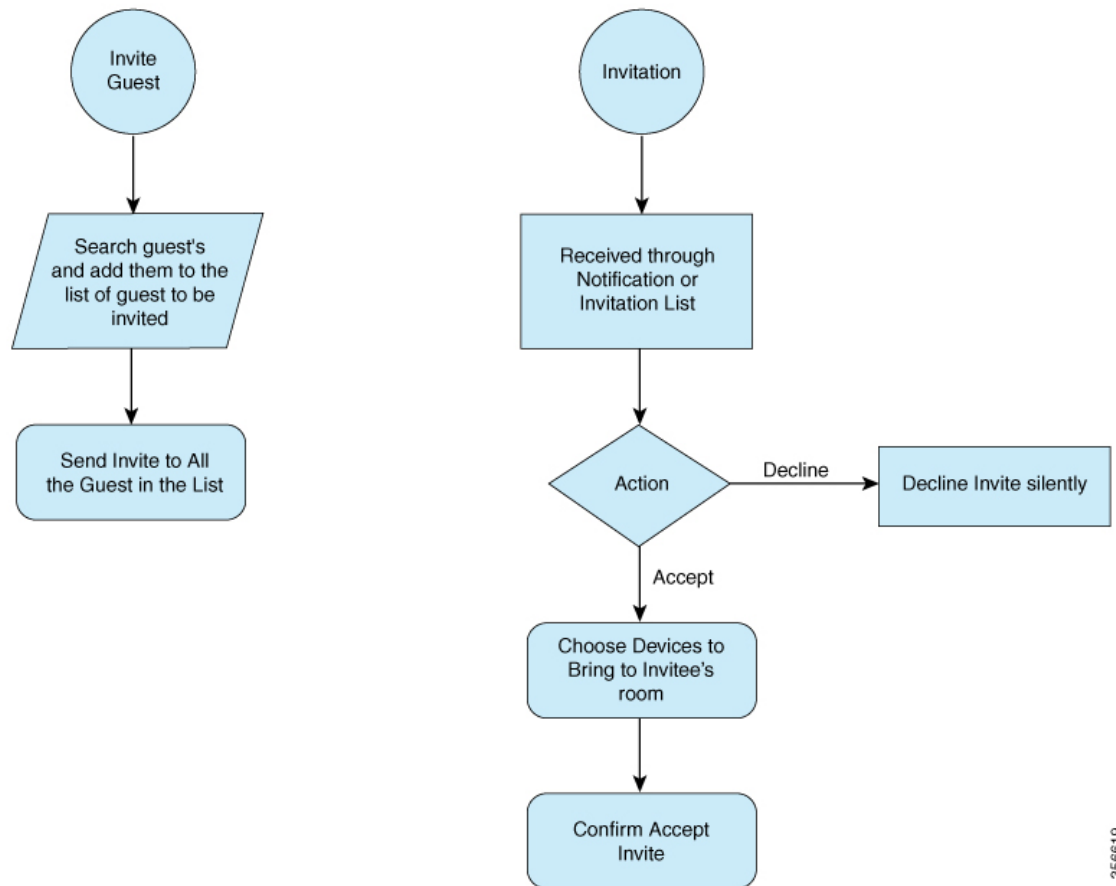 Invite
Guest
Search guest's
and add them to the
list of guest to be
invited
Send Invite to All
the Guest in the List
Invitation
Received through
Notification or
Invitation List
Action
Decline
Decline Invite silently
Accept
Choose Devices to
Bring to Invitee's
room
Confirm Accept
Invite
356619